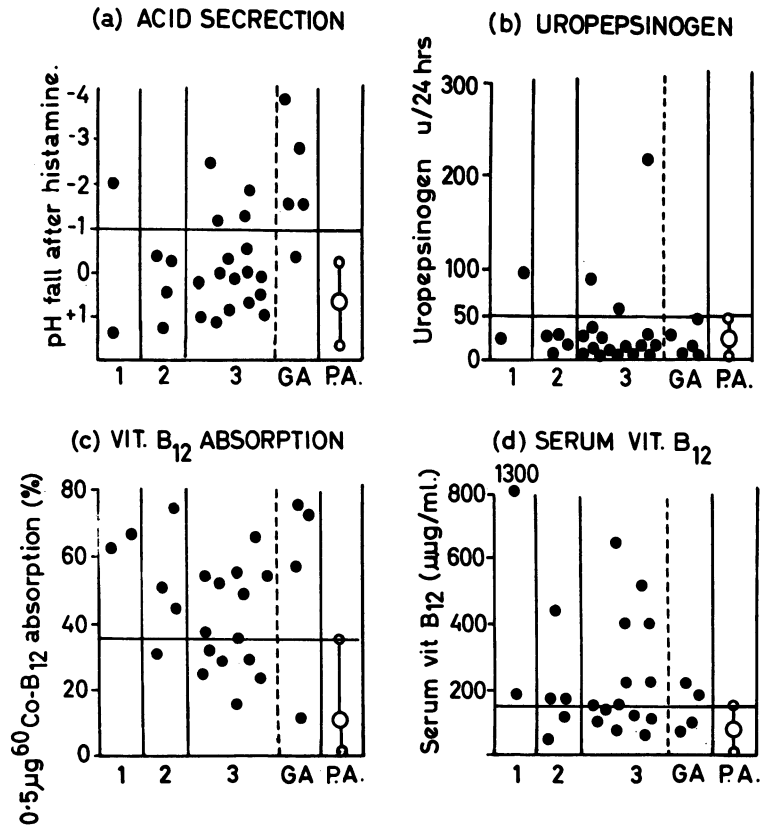 (a) ACID SECRETION
pH fall after histamine.
-4
-3
-2
-1
0
+1
1 2 3 GA P.A.
(b) UROPEPSINOGEN
Uropepsinogen u/24 hrs
300
200
100
50
0
1 2 3 GA P.A.
(c) VIT. B12 ABSORPTION
0·5µg 60Co-B12 absorption (%)
80
60
40
20
0
1 2 3 GA P.A.
(d) SERUM VIT. B12
Serum vit B12 (µµg/ml.)
1300
800
600
400
200
1 2 3 GA P.A.